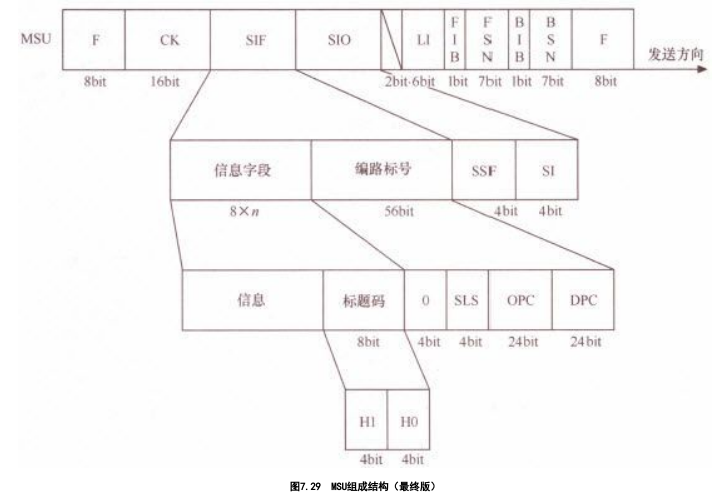 MSU F CK SIF SIO LI FIB FSN BIB BSN F
发送方向
8bit 16bit 2bit 6bit 1bit 7bit 1bit 7bit 8bit
信息字段 编路标号 SSF SI
8×n 56bit 4bit 4bit
信息 标题码 0 SLS OPC DPC
8bit 4bit 4bit 24bit 24bit
H1 H0
4bit 4bit
图7.29 MSU组成结构（最终版）